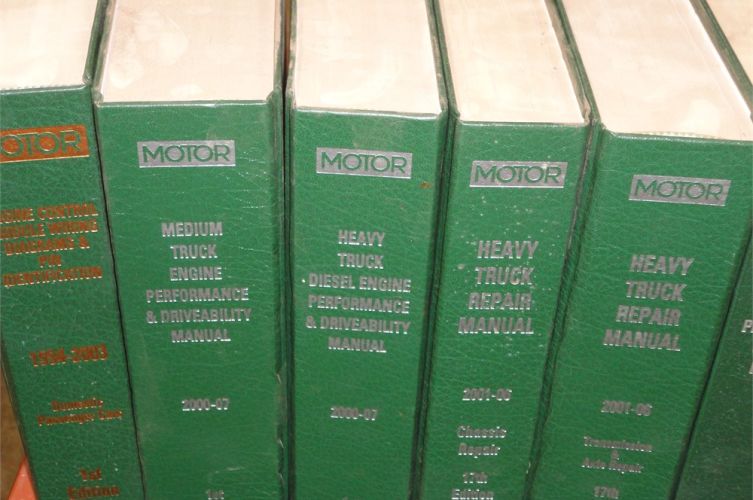 MOTOR
ENGINE CONTROL
VEHICLE WIRING
DIAGRAMS &
PIN
IDENTIFICATION
1994-2003
Domestic
Passenger Cars
1st
Edition
MOTOR
MEDIUM
TRUCK
ENGINE
PERFORMANCE
& DRIVEABILITY
MANUAL
2000-07
1st
MOTOR
HEAVY
TRUCK
DIESEL ENGINE
PERFORMANCE
& DRIVEABILITY
MANUAL
2000-07
MOTOR
HEAVY
TRUCK
REPAIR
MANUAL
2001-06
Chassis
Repair
17th
Edition
MOTOR
HEAVY
TRUCK
REPAIR
MANUAL
2001-06
Transmission
&
Axle Repair
17th